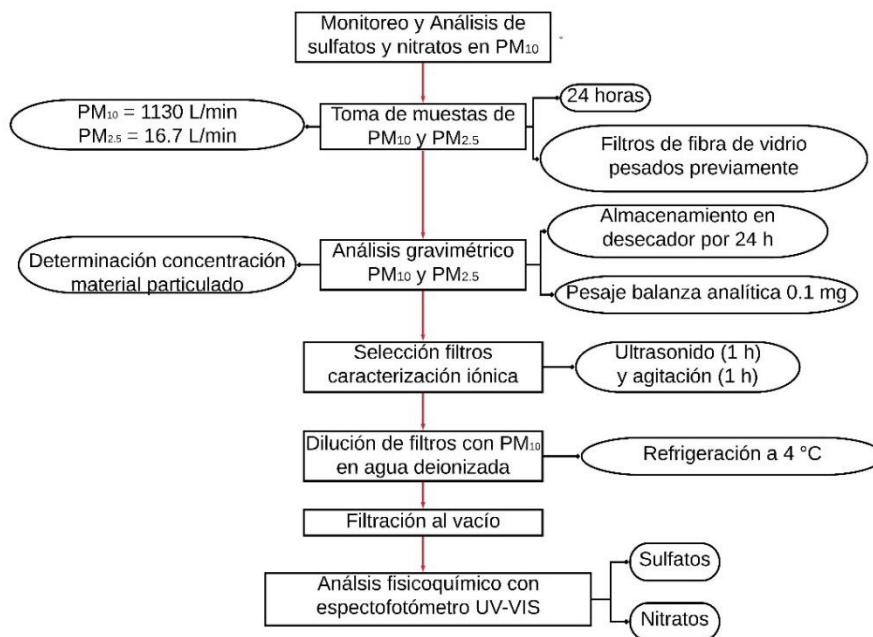 Monitoreo y Análisis de
sulfatos y nitratos en PM₁₀
PM₁₀ = 1130 L/min
PM₂.₅ = 16.7 L/min
Toma de muestas de
PM₁₀ y PM₂.₅
24 horas
Filtros de fibra de vidrio
pesados previamente
Almacenamiento en
desecador por 24 h
Determinación concentración
material particulado
Análisis gravimétrico
PM₁₀ y PM₂.₅
Pesaje balanza analítica 0.1 mg
Selección filtros
caracterización iónica
Ultrasonido (1 h)
y agitación (1 h)
Dilución de filtros con PM₁₀
en agua deionizada
Refrigeración a 4 °C
Filtración al vacío
Análsis fisicoquímico con
espectofotómetro UV-VIS
Sulfatos
Nitratos